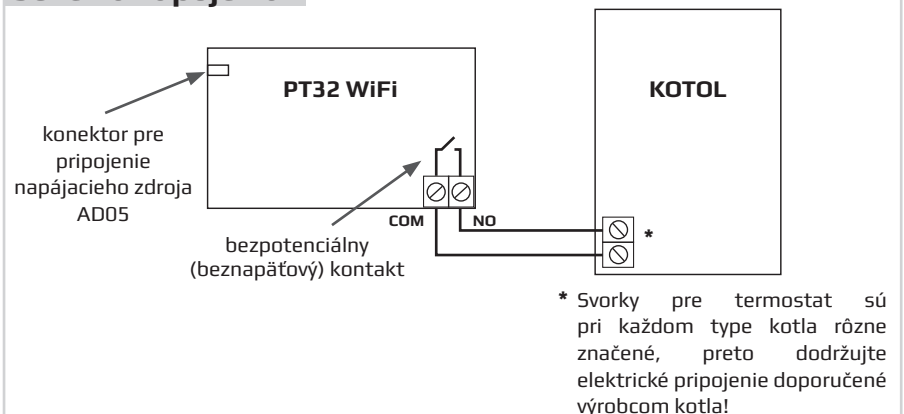 PT32 WiFi
KOTOL
konektor pre
pripojenie
napájacieho zdroja
AD05
COM
NO
*
bezpotenciálny
(beznapäťový) kontakt
* Svorky pre termostat sú
pri každom type kotla rôzne
značené, preto dodržujte
elektrické pripojenie doporučené
výrobcom kotla!